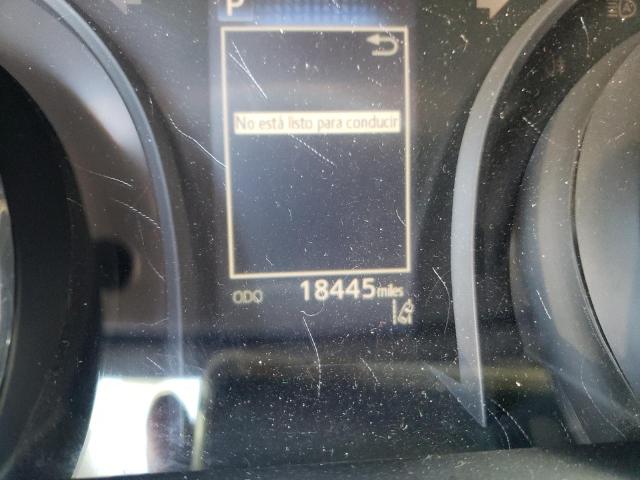 P
No está listo para conducir
ODO 18445 miles